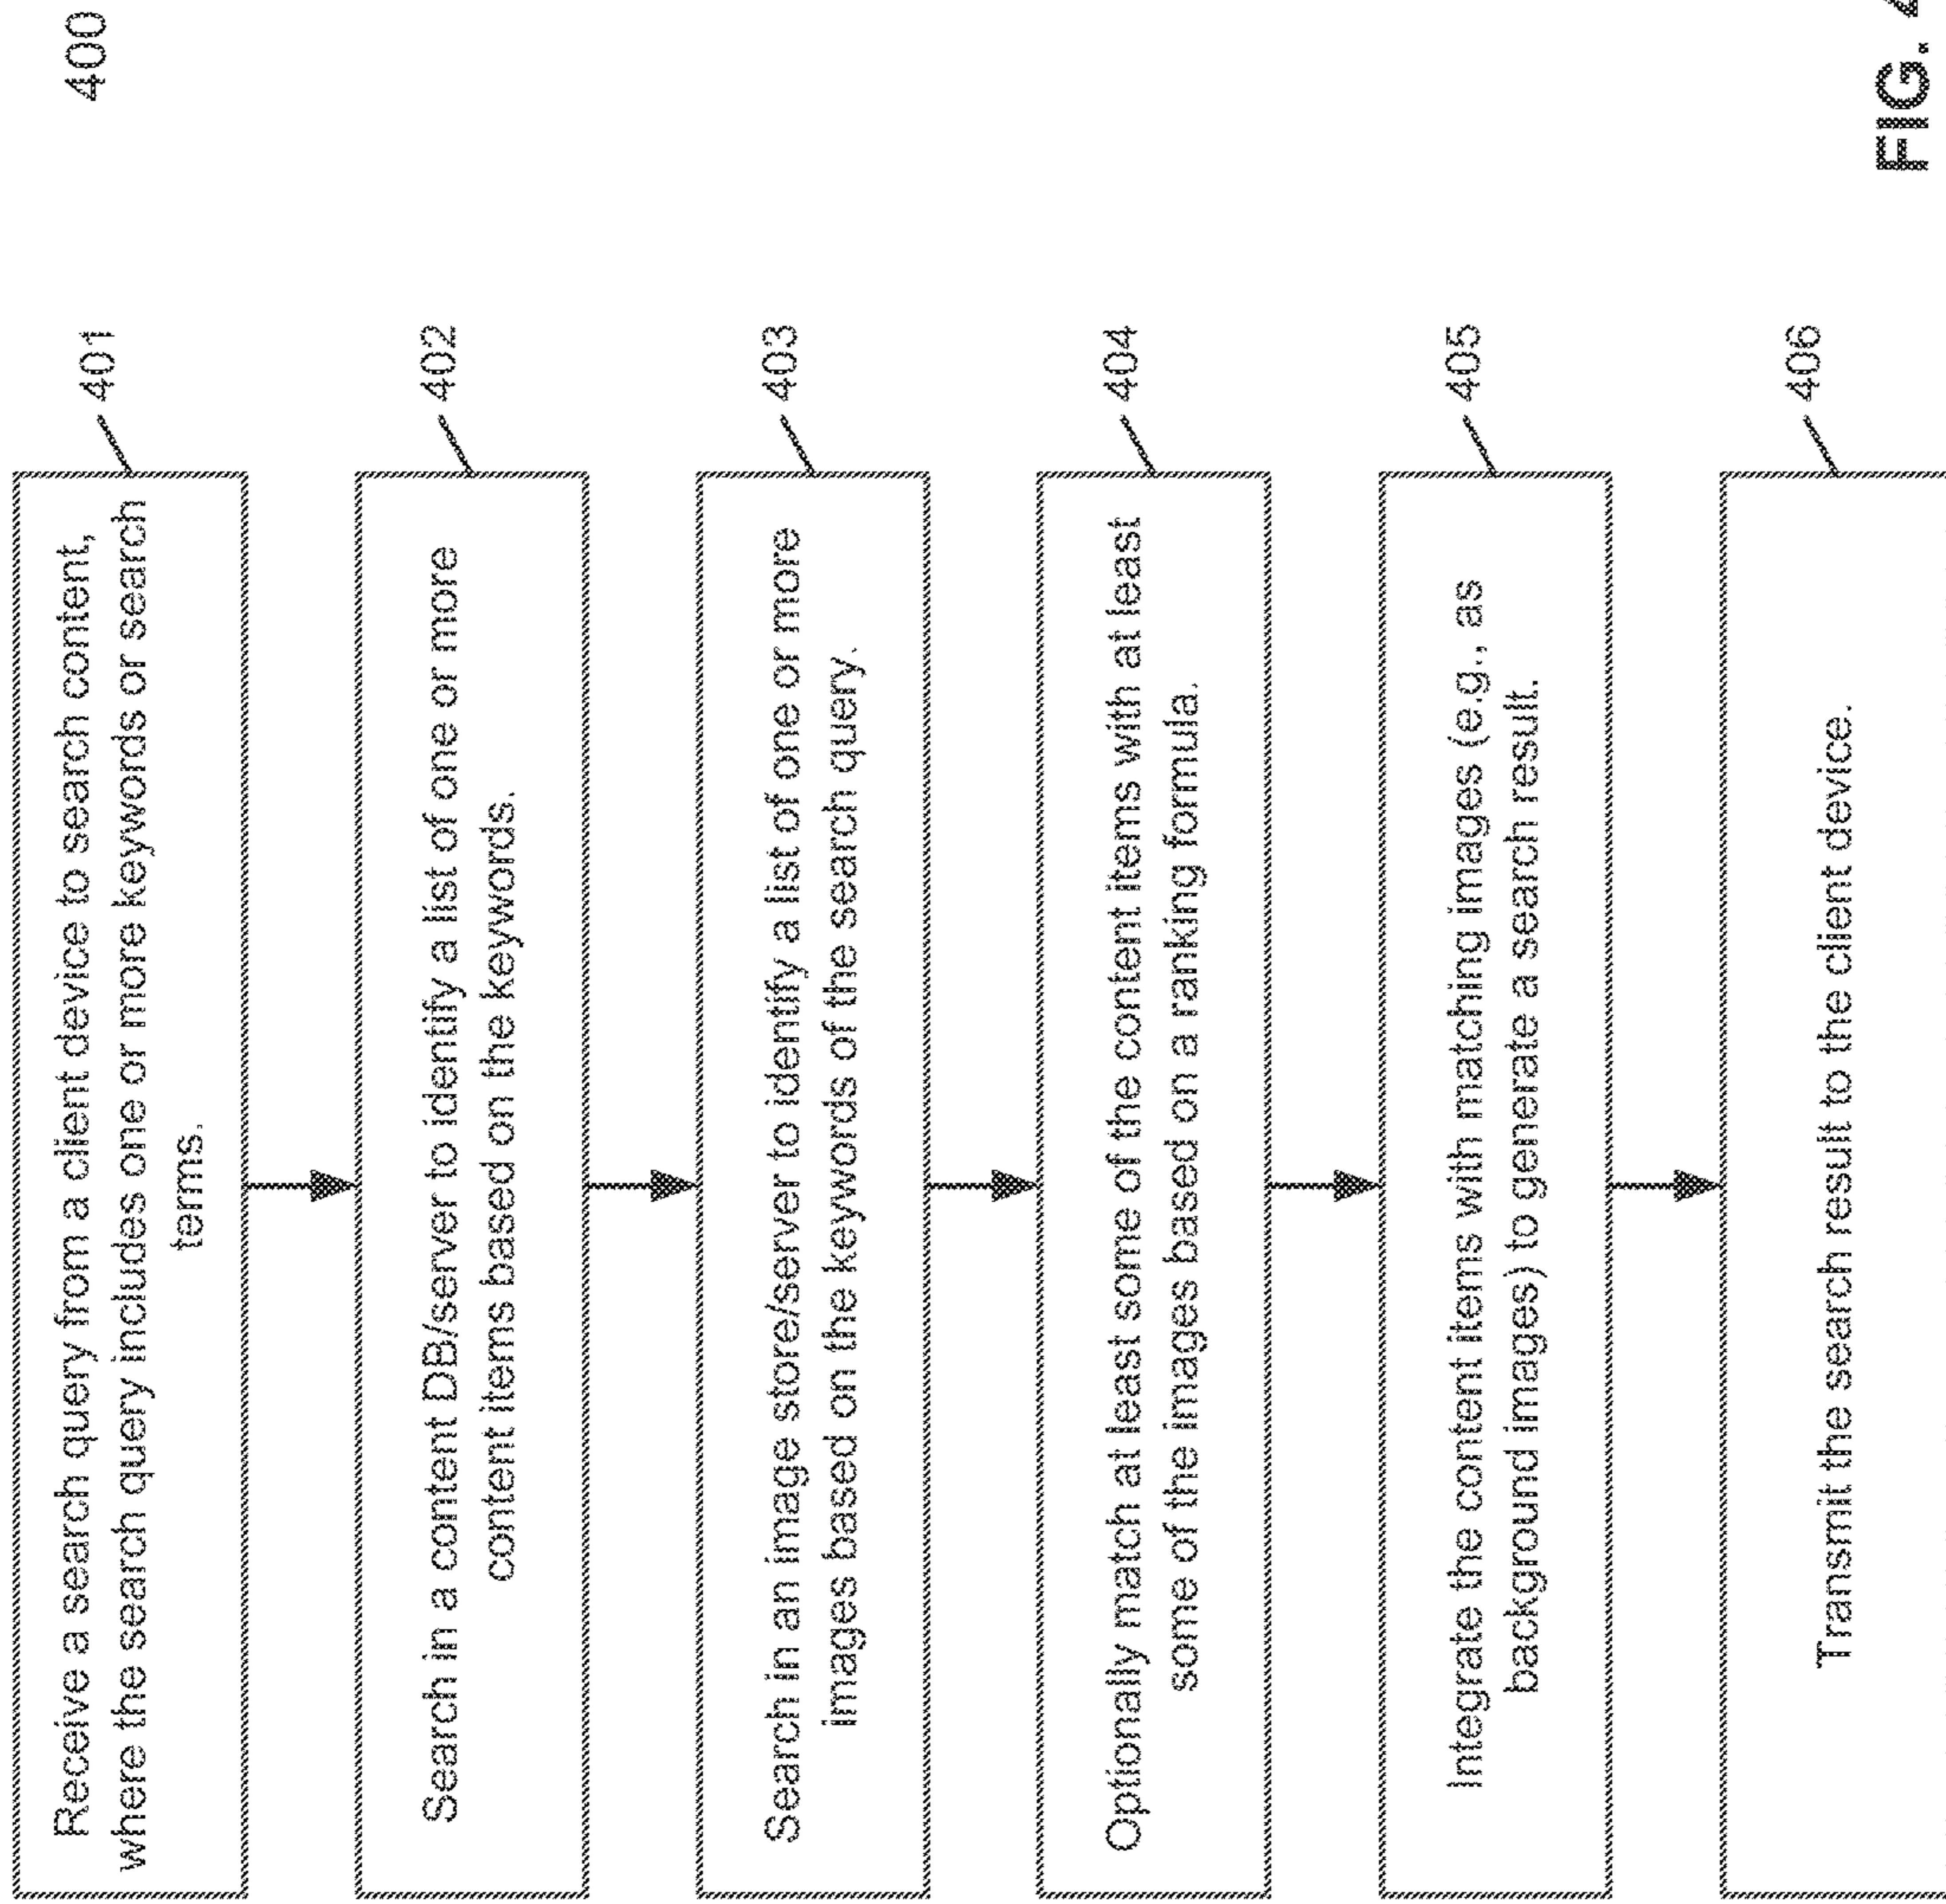 400
Receive a search query from a client device to search content,
where the search query includes one or more keywords or search
terms.
401
Search in a content DB/server to identify a list of one or more
content items based on the keywords.
402
Search in an image store/server to identify a list of one or more
images based on the keywords of the search query.
403
Optionally match at least some of the content items with at least
some of the images based on a ranking formula.
404
Integrate the content items with matching images (e.g., as
background images) to generate a search result.
405
Transmit the search result to the client device.
406
FIG. 4